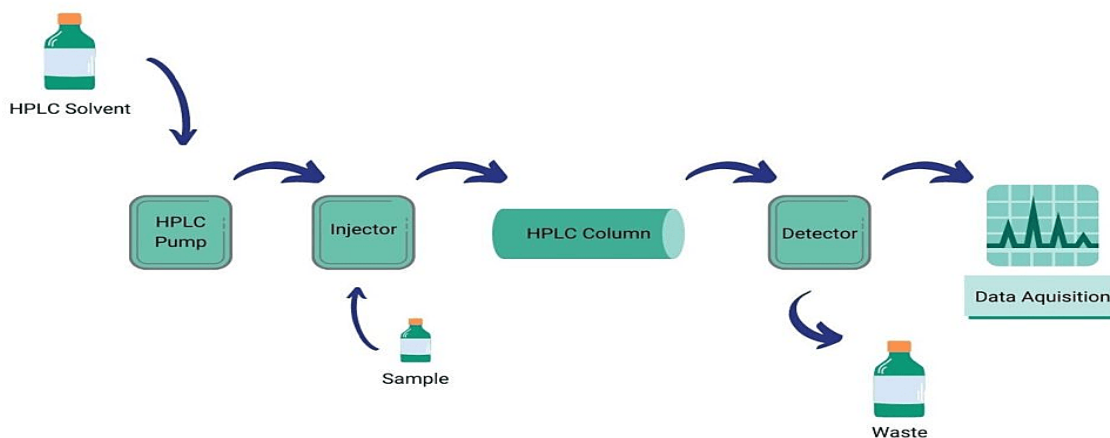 HPLC Solvent
HPLC
Pump
Injector
Sample
HPLC Column
Detector
Waste
Data Aquisition